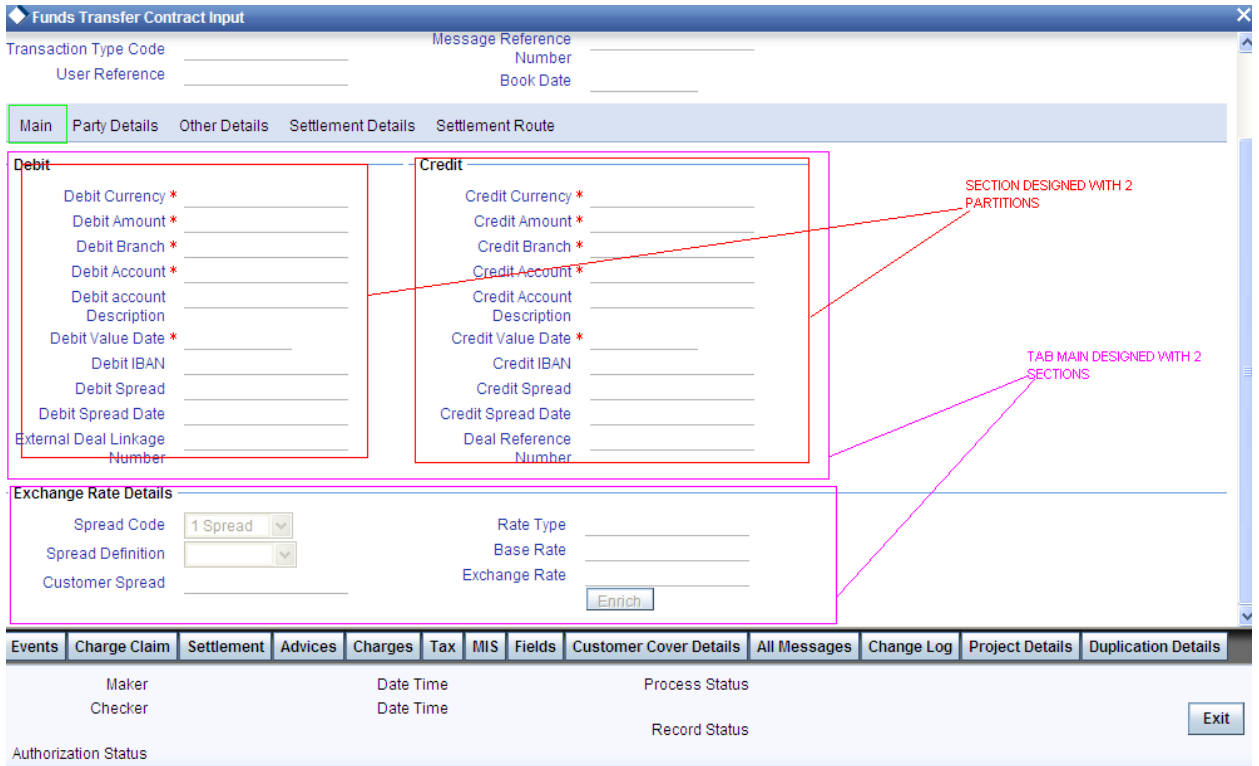 Funds Transfer Contract Input
Transaction Type Code
Message Reference
Number
User Reference
Book Date
Main Party Details Other Details Settlement Details Settlement Route
Debit
Debit Currency *
Debit Amount *
Debit Branch *
Debit Account *
Debit account
Description
Debit Value Date *
Debit IBAN
Debit Spread
Debit Spread Date
External Deal Linkage
Number
Credit
Credit Currency *
Credit Amount *
Credit Branch *
Credit Account *
Credit Account
Description
Credit Value Date *
Credit IBAN
Credit Spread
Credit Spread Date
Deal Reference
Number
SECTION DESIGNED WITH 2
PARTITIONS
TAB MAIN DESIGNED WITH 2
SECTIONS
Exchange Rate Details
Spread Code 1 Spread
Spread Definition
Customer Spread
Rate Type
Base Rate
Exchange Rate
Enrich
Events Charge Claim Settlement Advices Charges Tax MIS Fields Customer Cover Details All Messages Change Log Project Details Duplication Details
Maker Date Time Process Status
Checker Date Time
Record Status
Exit
Authorization Status